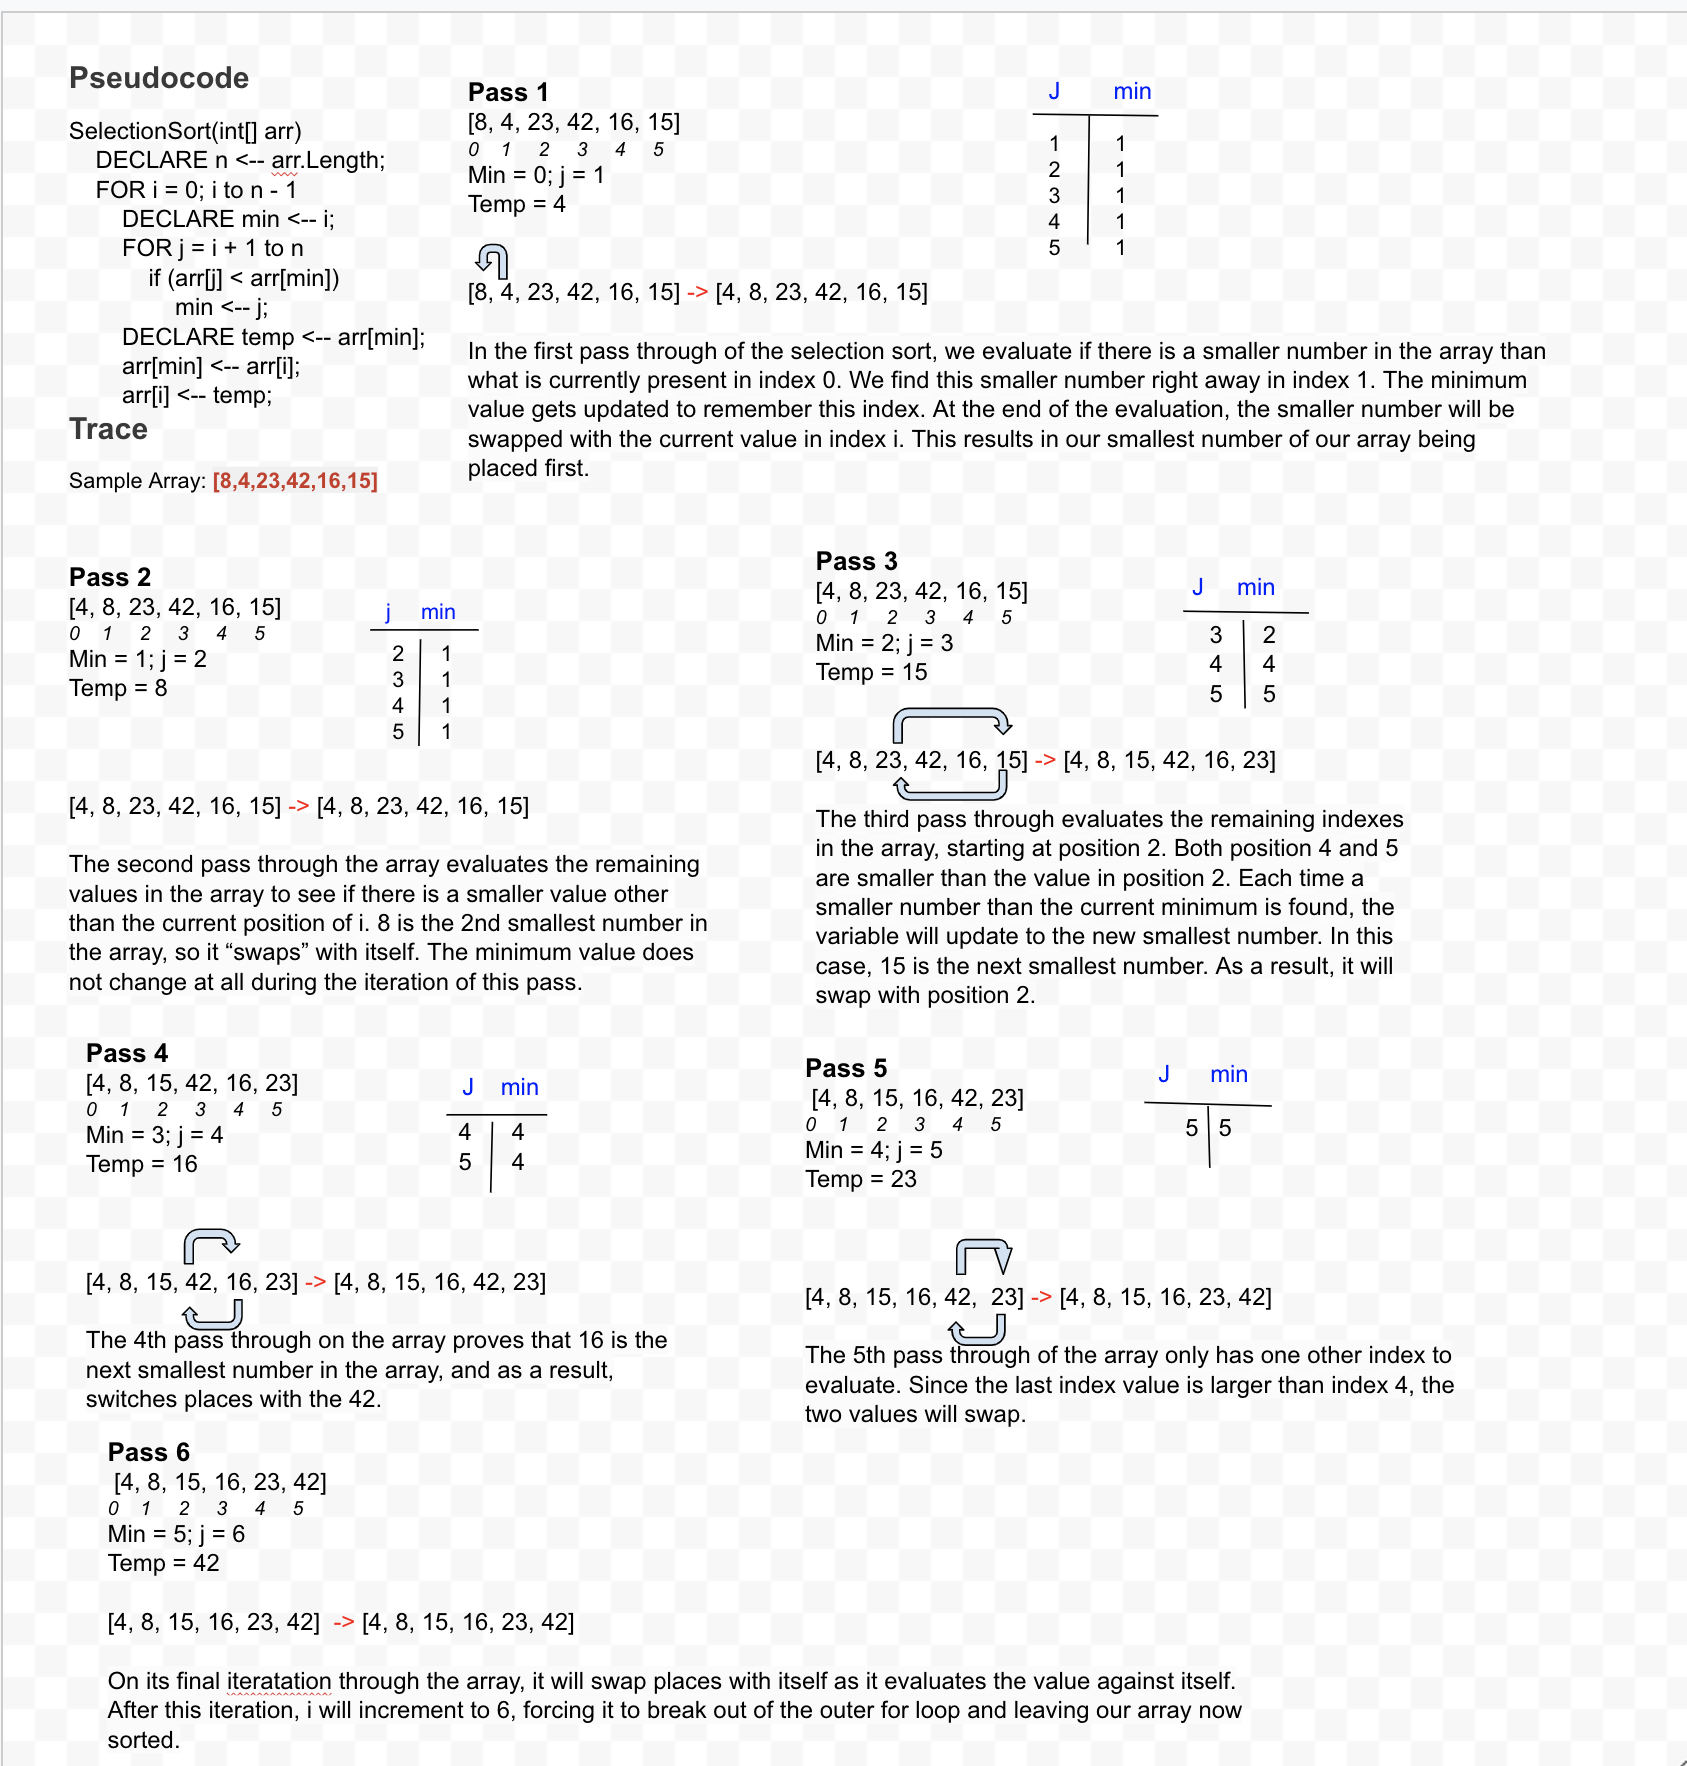 Pseudocode
SelectionSort(int[] arr)
DECLARE n <-- arr.Length;
FOR i = 0; i to n - 1
DECLARE min <-- i;
FOR j = i + 1 to n
if (arr[j] < arr[min])
min <-- j;
DECLARE temp <-- arr[min];
arr[min] <-- arr[i];
arr[i] <-- temp;
Trace
Sample Array: [8,4,23,42,16,15]
Pass 1
[8, 4, 23, 42, 16, 15]
0 1 2 3 4 5
Min = 0; j = 1
Temp = 4
J min
1 1
2 1
3 1
4 1
5 1
[8, 4, 23, 42, 16, 15] -> [4, 8, 23, 42, 16, 15]
In the first pass through of the selection sort, we evaluate if there is a smaller number in the array than
what is currently present in index 0. We find this smaller number right away in index 1. The minimum
value gets updated to remember this index. At the end of the evaluation, the smaller number will be
swapped with the current value in index i. This results in our smallest number of our array being
placed first.
Pass 2
[4, 8, 23, 42, 16, 15]
0 1 2 3 4 5
Min = 1; j = 2
Temp = 8
j min
2 1
3 1
4 1
5 1
[4, 8, 23, 42, 16, 15] -> [4, 8, 23, 42, 16, 15]
The second pass through the array evaluates the remaining
values in the array to see if there is a smaller value other
than the current position of i. 8 is the 2nd smallest number in
the array, so it “swaps” with itself. The minimum value does
not change at all during the iteration of this pass.
Pass 3
[4, 8, 23, 42, 16, 15]
0 1 2 3 4 5
Min = 2; j = 3
Temp = 15
J min
3 2
4 4
5 5
[4, 8, 23, 42, 16, 15] -> [4, 8, 15, 42, 16, 23]
The third pass through evaluates the remaining indexes
in the array, starting at position 2. Both position 4 and 5
are smaller than the value in position 2. Each time a
smaller number than the current minimum is found, the
variable will update to the new smallest number. In this
case, 15 is the next smallest number. As a result, it will
swap with position 2.
Pass 4
[4, 8, 15, 42, 16, 23]
0 1 2 3 4 5
Min = 3; j = 4
Temp = 16
J min
4 4
5 4
[4, 8, 15, 42, 16, 23] -> [4, 8, 15, 16, 42, 23]
The 4th pass through on the array proves that 16 is the
next smallest number in the array, and as a result,
switches places with the 42.
Pass 5
[4, 8, 15, 16, 42, 23]
0 1 2 3 4 5
Min = 4; j = 5
Temp = 23
J min
5 5
[4, 8, 15, 16, 42, 23] -> [4, 8, 15, 16, 23, 42]
The 5th pass through of the array only has one other index to
evaluate. Since the last index value is larger than index 4, the
two values will swap.
Pass 6
[4, 8, 15, 16, 23, 42]
0 1 2 3 4 5
Min = 5; j = 6
Temp = 42
[4, 8, 15, 16, 23, 42] -> [4, 8, 15, 16, 23, 42]
On its final iteratation through the array, it will swap places with itself as it evaluates the value against itself.
After this iteration, i will increment to 6, forcing it to break out of the outer for loop and leaving our array now
sorted.